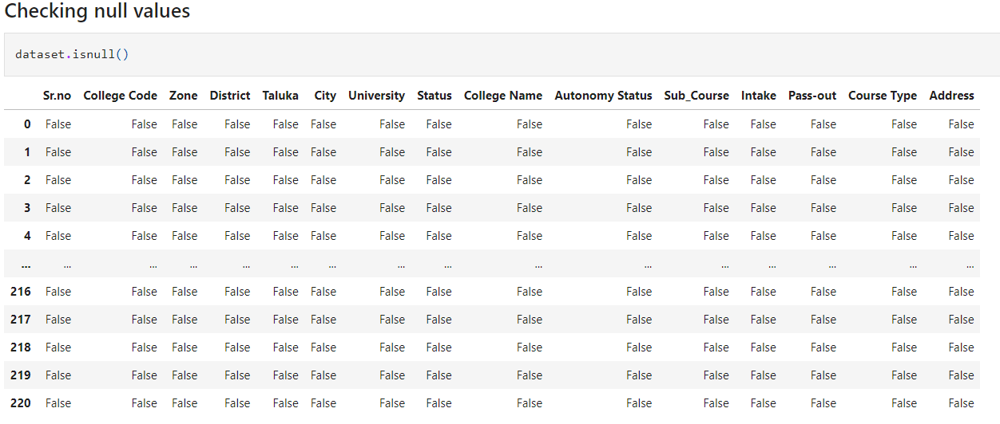 Checking null values
dataset.isnull()
Sr.no College Code Zone District Taluka City University Status College Name Autonomy Status Sub_Course Intake Pass-out Course Type Address
0 False False False False False False False False False False False False False False False
1 False False False False False False False False False False False False False False False
2 False False False False False False False False False False False False False False False
3 False False False False False False False False False False False False False False False
4 False False False False False False False False False False False False False False False
... ... ... ... ... ... ... ... ... ... ... ... ... ... ... ...
216 False False False False False False False False False False False False False False False
217 False False False False False False False False False False False False False False False
218 False False False False False False False False False False False False False False False
219 False False False False False False False False False False False False False False False
220 False False False False False False False False False False False False False False False